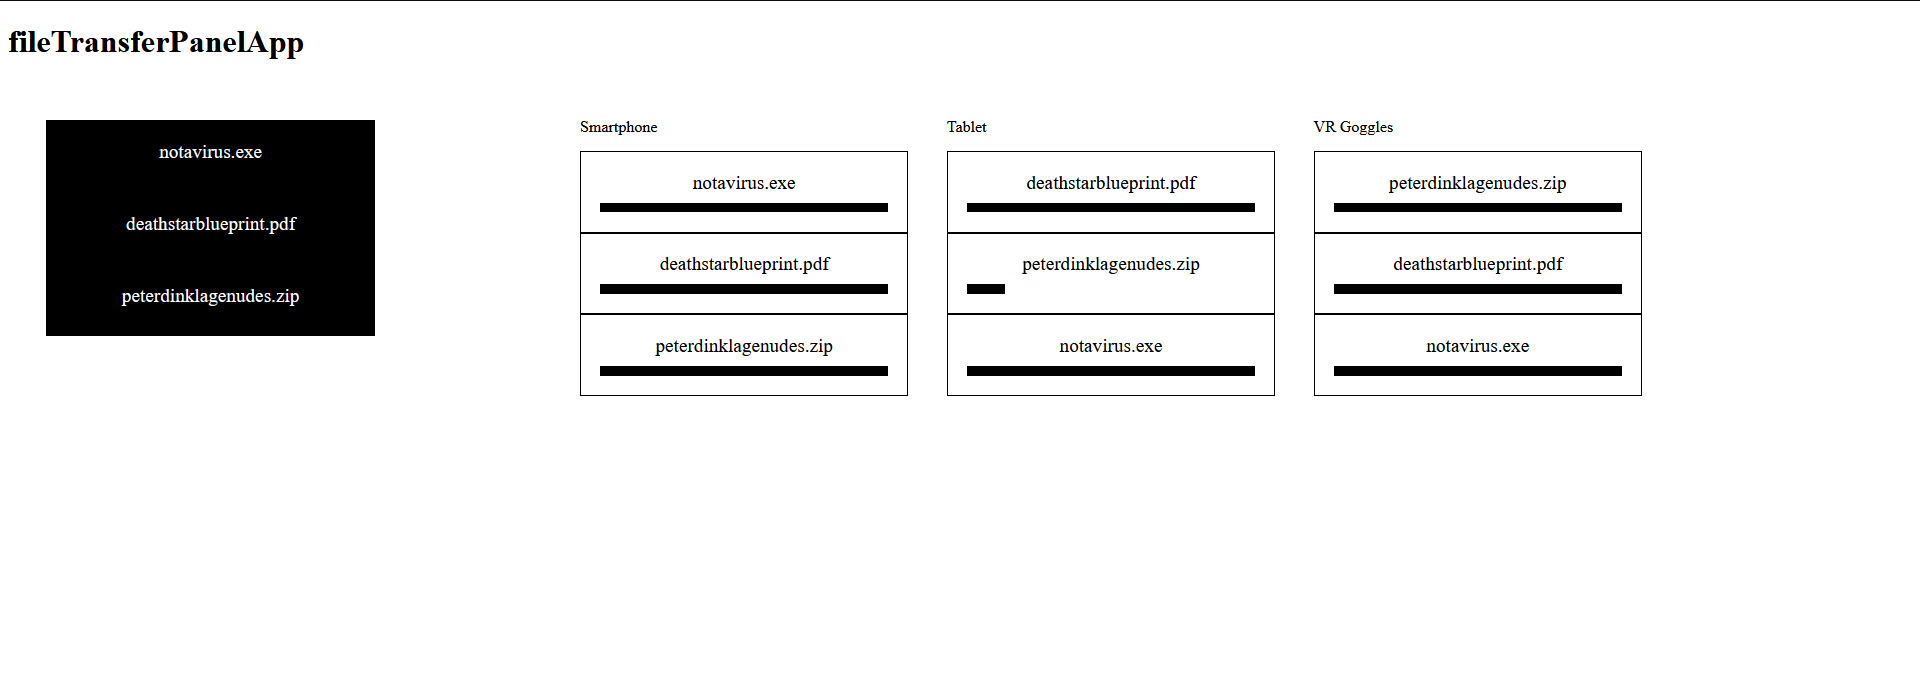 fileTransferPanelApp
notavirus.exe
deathstarblueprint.pdf
peterdinklagenudes.zip
Smartphone
notavirus.exe
deathstarblueprint.pdf
peterdinklagenudes.zip
Tablet
deathstarblueprint.pdf
peterdinklagenudes.zip
notavirus.exe
VR Goggles
peterdinklagenudes.zip
deathstarblueprint.pdf
notavirus.exe